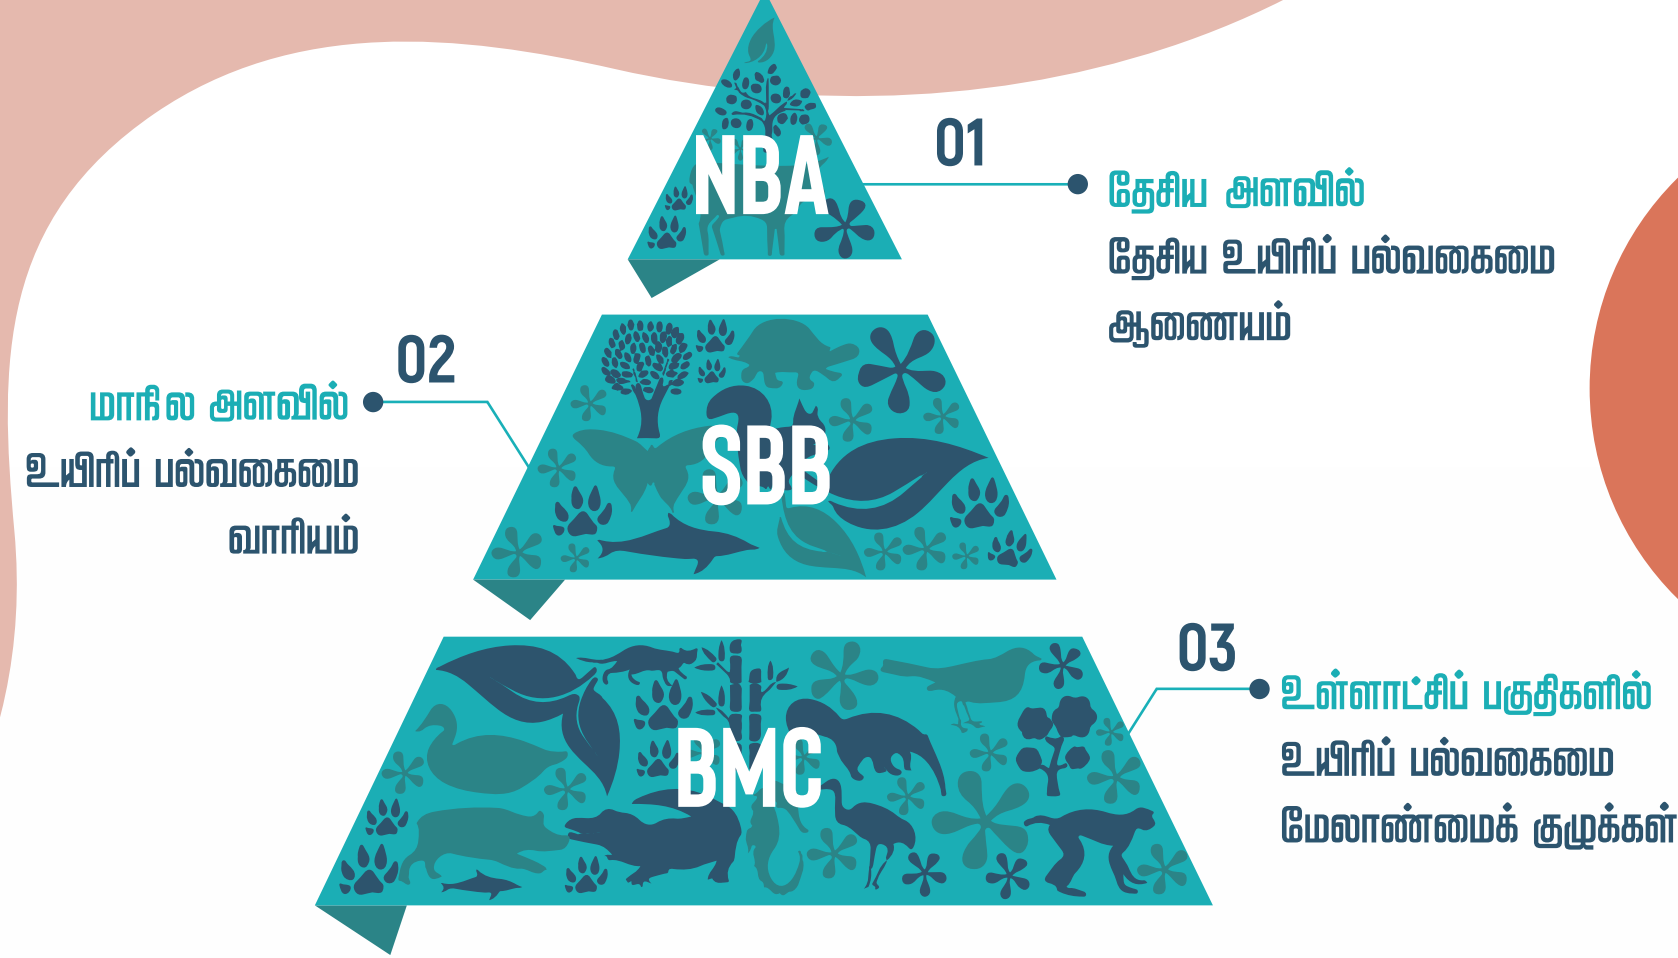 NBA
01
தேசிய அளவில்
தேசிய உயிரிப் பல்வகைமை
ஆணையம்
02
மாநில அளவில்
உயிரிப் பல்வகைமை
வாரியம்
SBB
03
உள்ளாட்சிப் பகுதிகளில்
உயிரிப் பல்வகைமை
மேலாண்மைக் குழுக்கள்
BMC